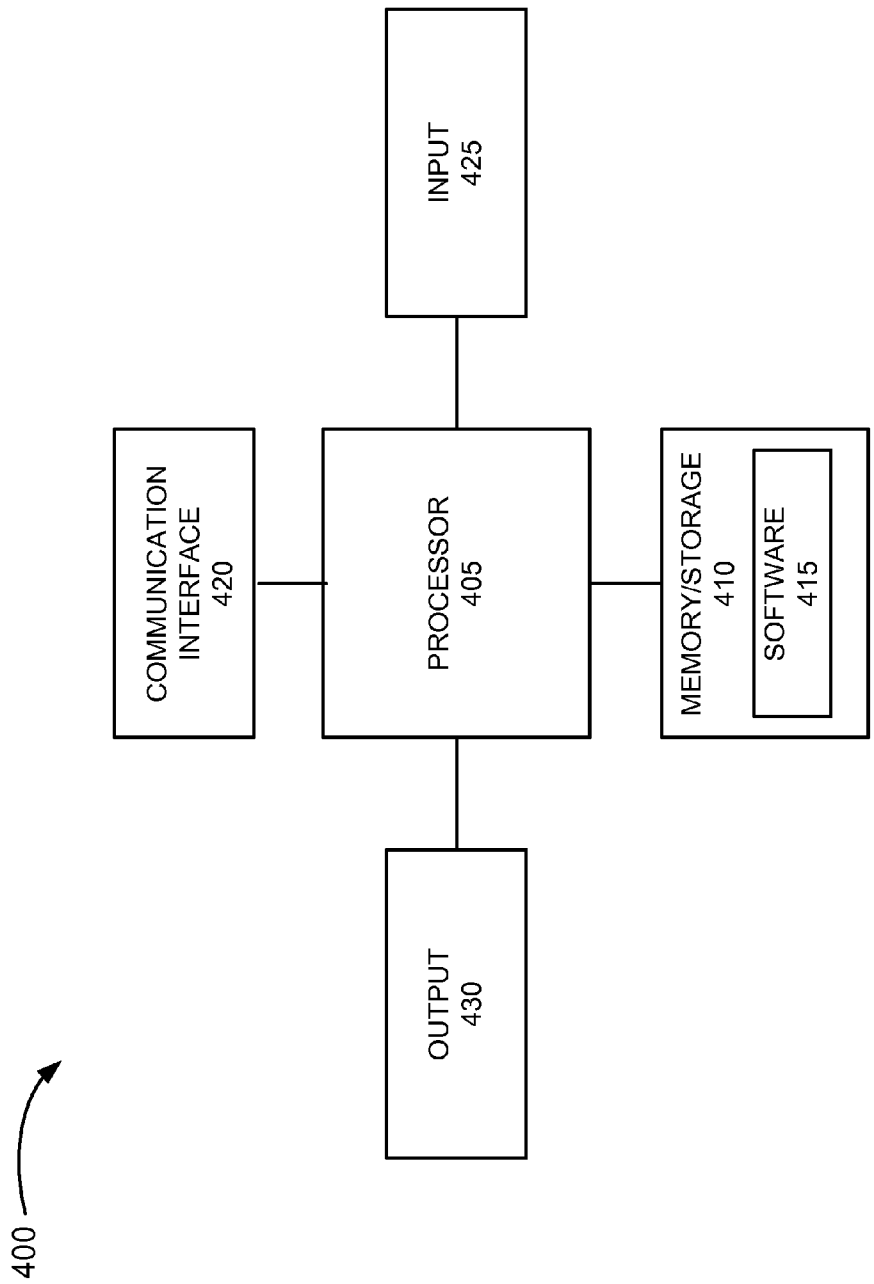 400
COMMUNICATION
INTERFACE
420
OUTPUT
430
PROCESSOR
405
INPUT
425
MEMORY/STORAGE
410
SOFTWARE
415